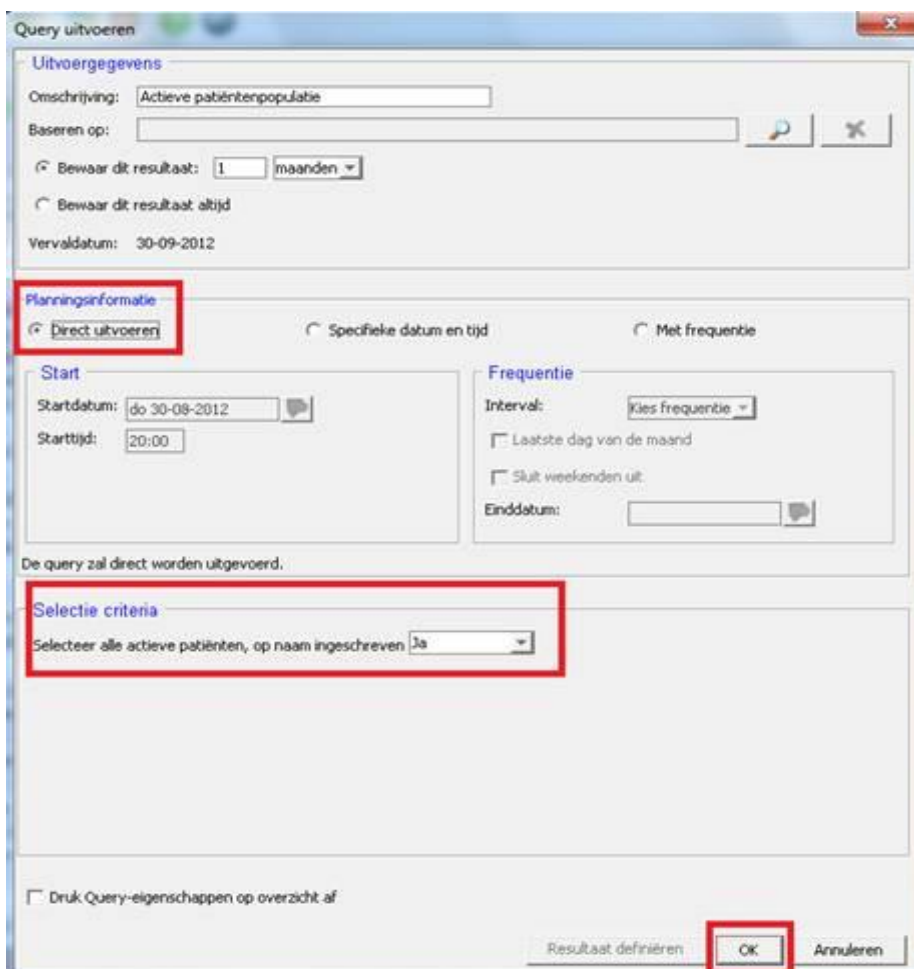 Query uitvoeren
Uitvoergegevens
Omschrijving: Actieve patiëntenpopulatie
Baseren op:
Bewaar dit resultaat: 1 maanden
Bewaar dit resultaat altijd
Vervaldatum: 30-09-2012
Planningsinformatie
Direct uitvoeren Specifieke datum en tijd Met frequentie
Start Frequentie
Startdatum: do 30-08-2012 Interval: Kies frequentie
Starttijd: 20:00 Laatste dag van de maand
Sluit weekenden uit
Einddatum:
De query zal direct worden uitgevoerd.
Selectie criteria
Selecteer alle actieve patiënten, op naam ingeschreven Ja
Druk Query-eigenschappen op overzicht af
Resultaat definiëren OK Annuleren